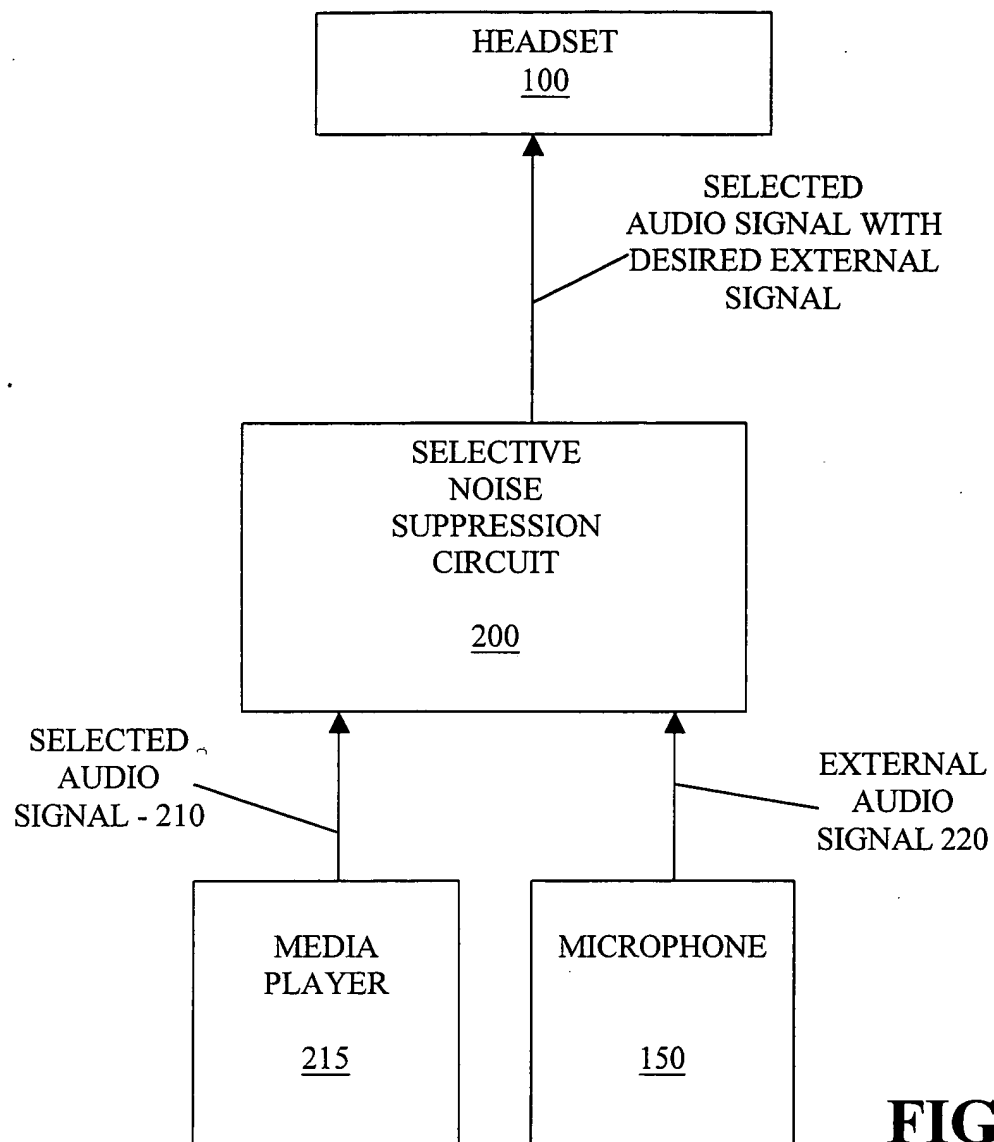 HEADSET
100
SELECTED
AUDIO SIGNAL WITH
DESIRED EXTERNAL
SIGNAL
SELECTIVE
NOISE
SUPPRESSION
CIRCUIT
200
SELECTED
AUDIO
SIGNAL - 210
EXTERNAL
AUDIO
SIGNAL 220
MEDIA
PLAYER
215
MICROPHONE
150
FIG